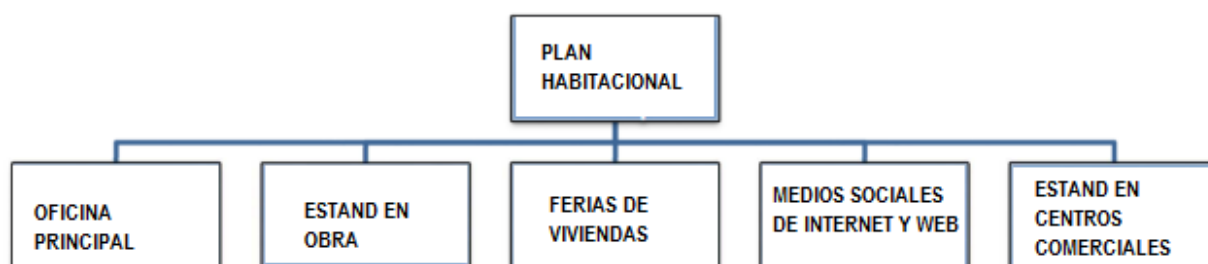 PLAN
HABITACIONAL
OFICINA
PRINCIPAL
ESTAND EN
OBRA
FERIAS DE
VIVIENDAS
MEDIOS SOCIALES
DE INTERNET Y WEB
ESTAND EN
CENTROS
COMERCIALES